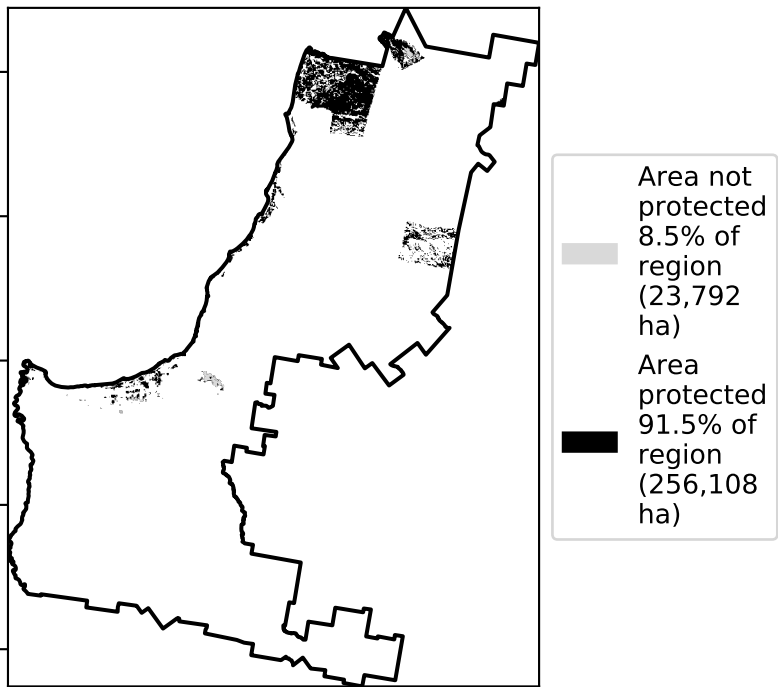 Area not
protected
8.5% of
region
(23,792
ha)
Area
protected
91.5% of
region
(256,108
ha)